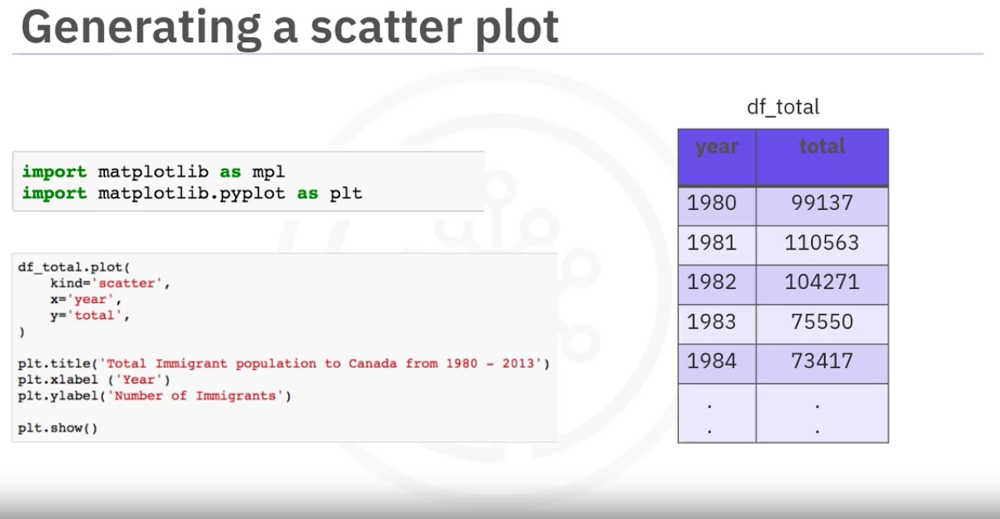 Generating a scatter plot
import matplotlib as mpl
import matplotlib.pyplot as plt
df_total.plot(
    kind='scatter',
    x='year',
    y='total',
)
plt.title('Total Immigrant population to Canada from 1980 - 2013')
plt.xlabel ('Year')
plt.ylabel('Number of Immigrants')
plt.show()
df_total
year total
1980 99137
1981 110563
1982 104271
1983 75550
1984 73417
. .
. .